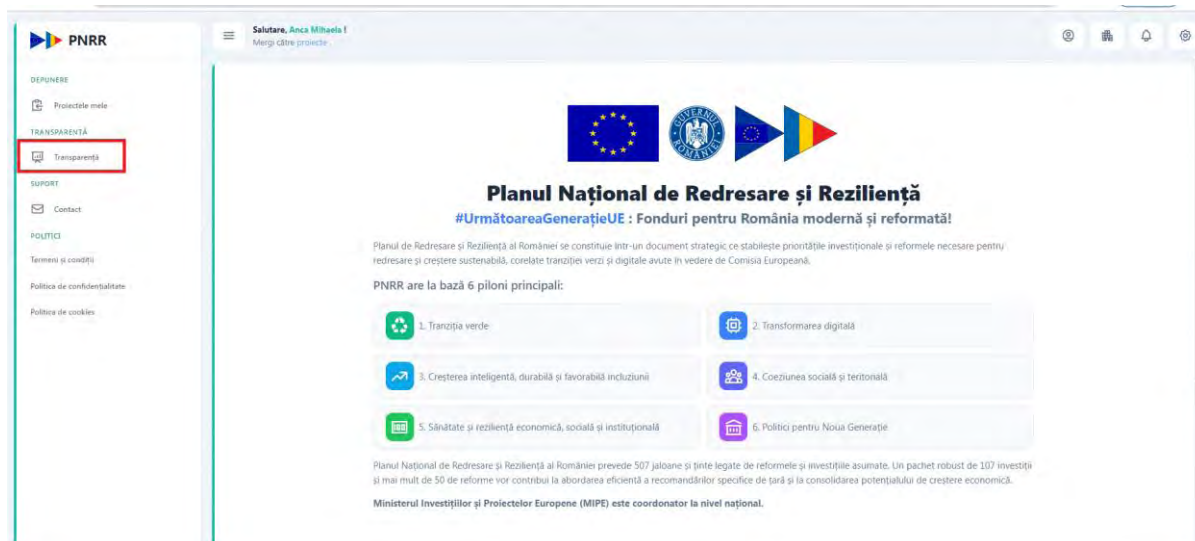 PNRR
Salutare, Anca Mihaela !
Mergi către proiecte
DEPUNERE
Proiectele mele
TRANSPARENȚĂ
Transparență
SUPORT
Contact
POLITICI
Termeni și condiții
Politica de confidențialitate
Politica de cookies
GUVERNUL ROMÂNIEI
Planul Național de Redresare și Reziliență
#UrmătoareaGenerațieUE : Fonduri pentru România modernă și reformată!
Planul de Redresare și Reziliență al României se constituie într-un document strategic ce stabilește prioritățile investiționale și reformele necesare pentru
redresare și creștere sustenabilă, corelate tranziției verzi și digitale avute în vedere de Comisia Europeană.
PNRR are la bază 6 piloni principali:
1. Tranziția verde
2. Transformarea digitală
3. Creșterea inteligentă, durabilă și favorabilă incluziunii
4. Coeziunea socială și teritorială
5. Sănătate și reziliență economică, socială și instituțională
6. Politici pentru Noua Generație
Planul Național de Redresare și Reziliență al României prevede 507 jaloane și ținte legate de reformele și investițiile asumate. Un pachet robust de 107 investiții
și mai mult de 50 de reforme vor contribui la abordarea eficientă a recomandărilor specifice de țară și la consolidarea potențialului de creștere economică.
Ministerul Investițiilor și Proiectelor Europene (MIPE) este coordonator la nivel național.